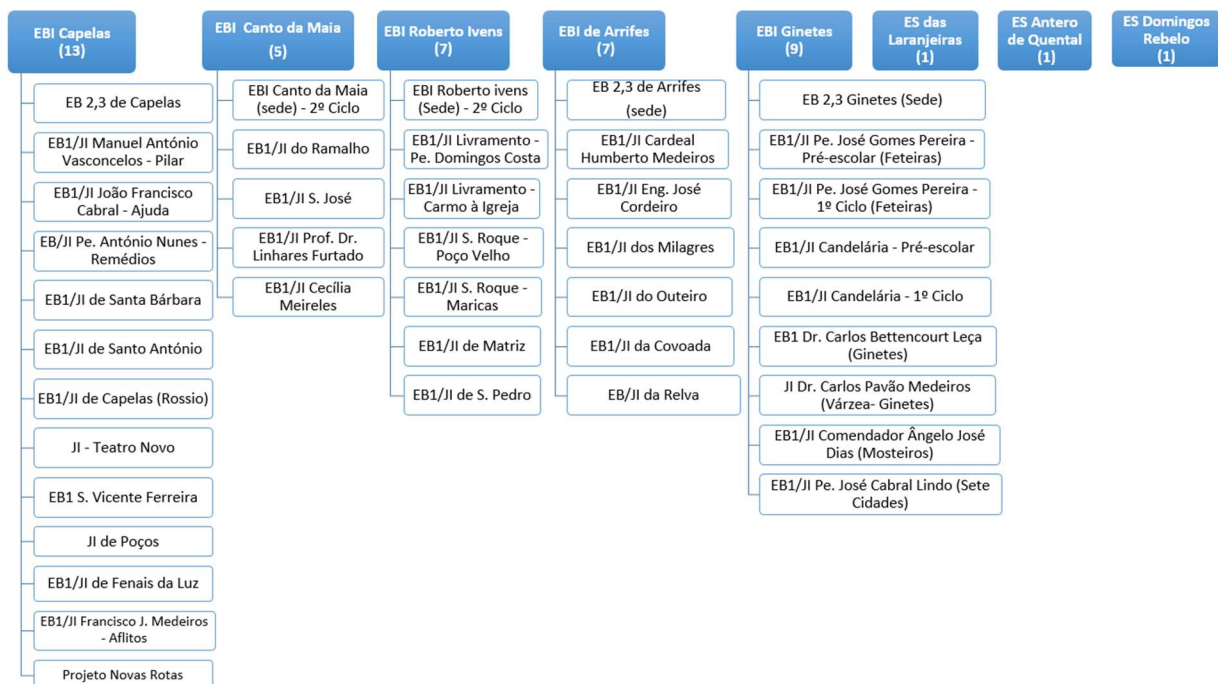 EBI Capelas
(13)
EB 2,3 de Capelas
EB1/JI Manuel António
Vasconcelos - Pilar
EB1/JI João Francisco
Cabral - Ajuda
EB/JI Pe. António Nunes -
Remédios
EB1/JI de Santa Bárbara
EB1/JI de Santo António
EB1/JI de Capelas (Rossio)
JI - Teatro Novo
EB1 S. Vicente Ferreira
JI de Poços
EB1/JI de Fenais da Luz
EB1/JI Francisco J. Medeiros
- Aflitos
Projeto Novas Rotas
EBI Canto da Maia
(5)
EBI Canto da Maia
(sede) - 2º Ciclo
EB1/JI do Ramalho
EB1/JI S. José
EB1/JI Prof. Dr.
Linhares Furtado
EB1/JI Cecília
Meireles
EBI Roberto Ivens
(7)
EBI Roberto ivens
(Sede) - 2º Ciclo
EB1/JI Livramento -
Pe. Domingos Costa
EB1/JI Livramento -
Carmo à Igreja
EB1/JI S. Roque -
Poço Velho
EB1/JI S. Roque -
Maricas
EB1/JI de Matriz
EB1/JI de S. Pedro
EBI de Arrifes
(7)
EB 2,3 de Arrifes
(sede)
EB1/JI Cardeal
Humberto Medeiros
EB1/JI Eng. José
Cordeiro
EB1/JI dos Milagres
EB1/JI do Outeiro
EB1/JI da Covoada
EB/JI da Relva
EBI Ginetes
(9)
EB 2,3 Ginetes (Sede)
EB1/JI Pe. José Gomes Pereira -
Pré-escolar (Feteiras)
EB1/JI Pe. José Gomes Pereira -
1º Ciclo (Feteiras)
EB1/JI Candelária - Pré-escolar
EB1/JI Candelária - 1º Ciclo
EB1 Dr. Carlos Bettencourt Leça
(Ginetes)
JI Dr. Carlos Pavão Medeiros
(Várzea- Ginetes)
EB1/JI Comendador Ângelo José
Dias (Mosteiros)
EB1/JI Pe. José Cabral Lindo (Sete
Cidades)
ES das
Laranjeiras
(1)
ES Antero
de Quental
(1)
ES Domingos
Rebelo
(1)